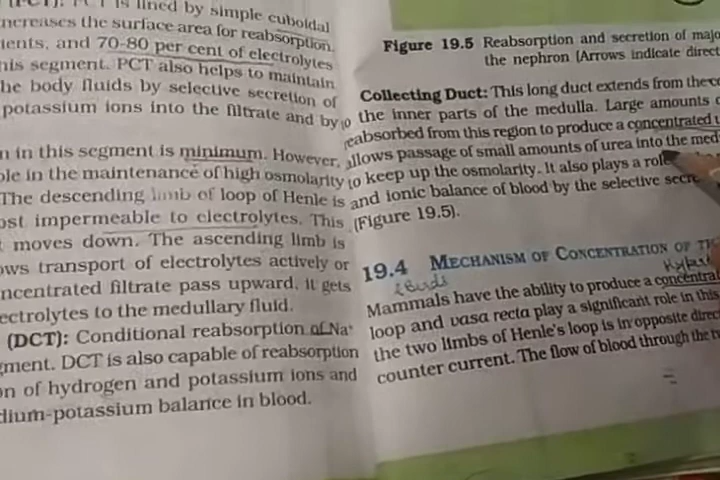 is lined by simple cuboidal
ncreases the surface area for reabsorption.
ients, and 70-80 per cent of electrolytes
his segment. PCT also helps to maintain
he body fluids by selective secretion of
potassium ions into the filtrate and by
n in this segment is minimum. However,
ole in the maintenance of high osmolarity
The descending limb of loop of Henle is
ost impermeable to electrolytes. This
moves down. The ascending limb is
ows transport of electrolytes actively or
ncentrated filtrate pass upward, it gets
ectrolytes to the medullary fluid.
(DCT): Conditional reabsorption of Na+
gment. DCT is also capable of reabsorption
on of hydrogen and potassium ions and
dium-potassium balance in blood.
Figure 19.5 Reabsorption and secretion of majo
the nephron (Arrows indicate direct
Collecting Duct: This long duct extends from the co
to the inner parts of the medulla. Large amounts o
reabsorbed from this region to produce a concentrated u
allows passage of small amounts of urea into the med
to keep up the osmolarity. It also plays a role
and ionic balance of blood by the selective secre
(Figure 19.5).
19.4 MECHANISM OF CONCENTRATION OF TH
Mammals have the ability to produce a concentra
loop and vasa recta play a significant role in this
the two limbs of Henle's loop is in opposite direc
counter current. The flow of blood through the